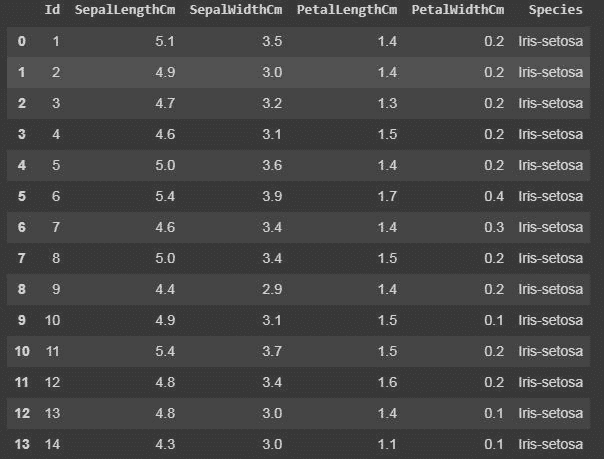 Id SepalLengthCm SepalWidthCm PetalLengthCm PetalWidthCm Species
0 1 5.1 3.5 1.4 0.2 Iris-setosa
1 2 4.9 3.0 1.4 0.2 Iris-setosa
2 3 4.7 3.2 1.3 0.2 Iris-setosa
3 4 4.6 3.1 1.5 0.2 Iris-setosa
4 5 5.0 3.6 1.4 0.2 Iris-setosa
5 6 5.4 3.9 1.7 0.4 Iris-setosa
6 7 4.6 3.4 1.4 0.3 Iris-setosa
7 8 5.0 3.4 1.5 0.2 Iris-setosa
8 9 4.4 2.9 1.4 0.2 Iris-setosa
9 10 4.9 3.1 1.5 0.1 Iris-setosa
10 11 5.4 3.7 1.5 0.2 Iris-setosa
11 12 4.8 3.4 1.6 0.2 Iris-setosa
12 13 4.8 3.0 1.4 0.1 Iris-setosa
13 14 4.3 3.0 1.1 0.1 Iris-setosa